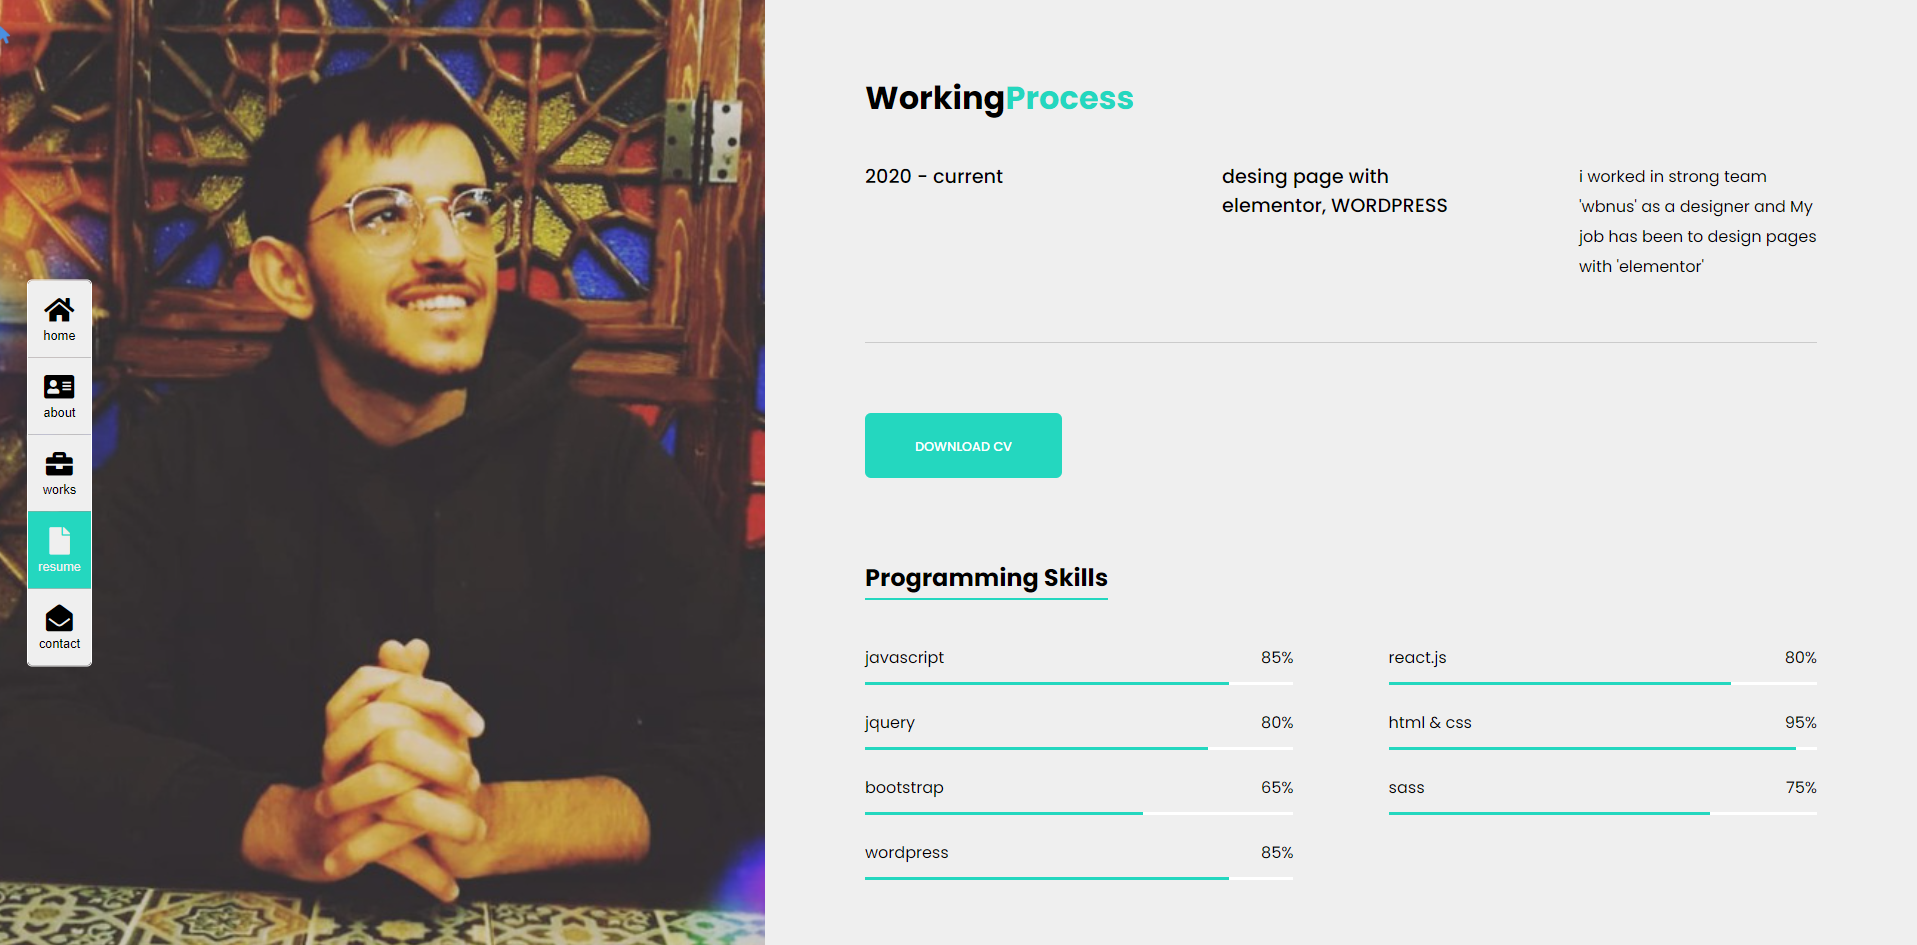 home
about
works
resume
contact
WorkingProcess
2020 - current
desing page with
elementor, WORDPRESS
i worked in strong team
'wbnus' as a designer and My
job has been to design pages
with 'elementor'
DOWNLOAD CV
Programming Skills
javascript 85%
react.js 80%
jquery 80%
html & css 95%
bootstrap 65%
sass 75%
wordpress 85%